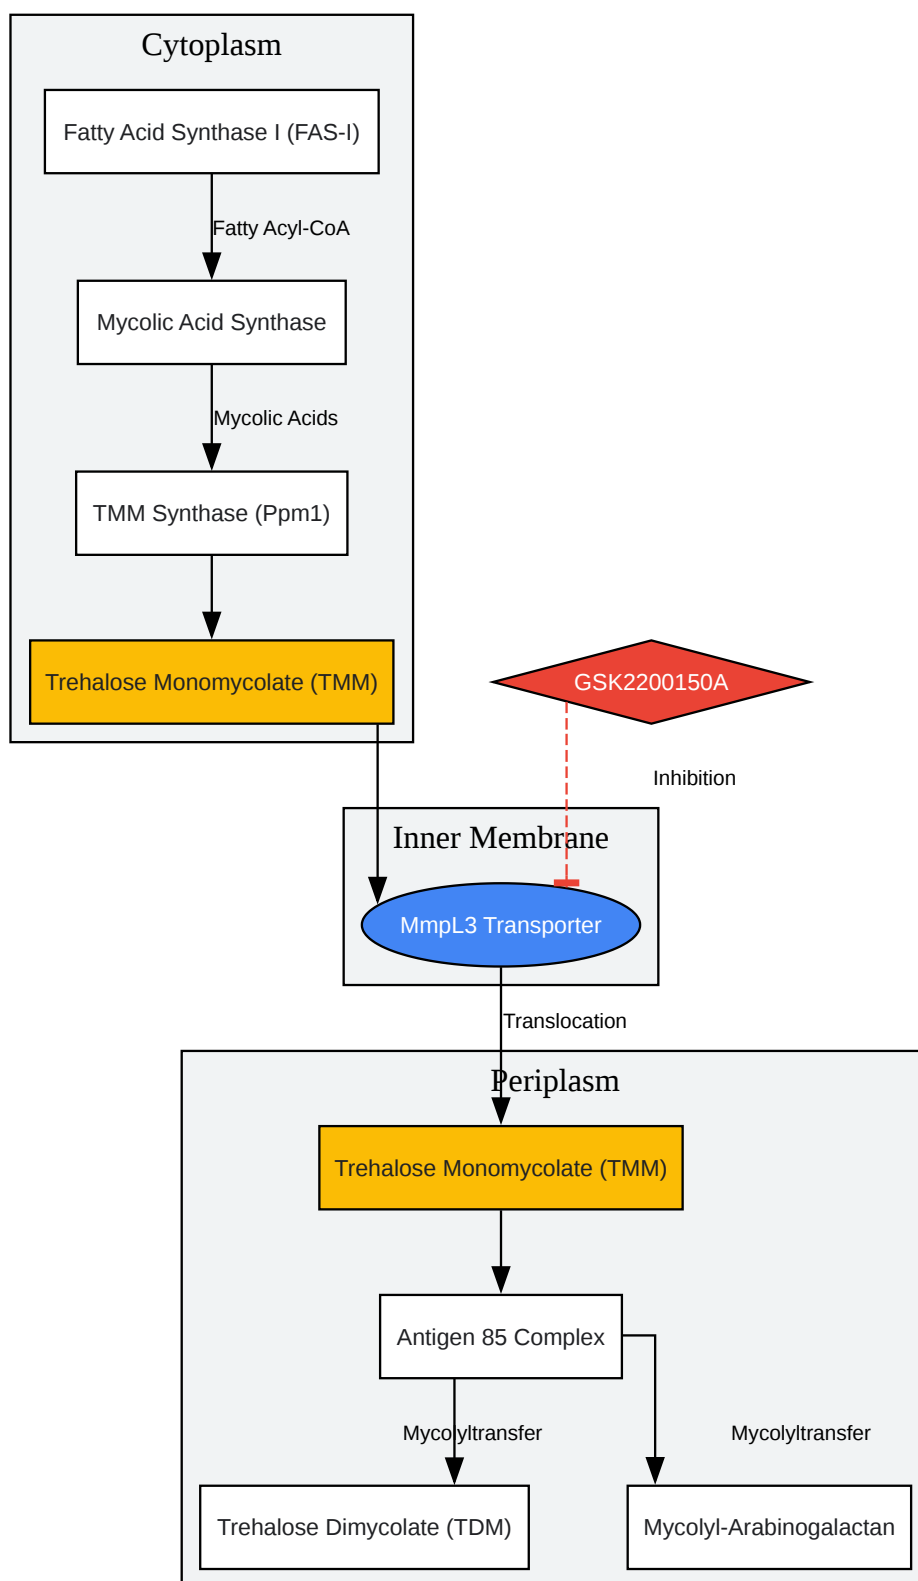 Cytoplasm
Fatty Acid Synthase I (FAS-I)
Fatty Acyl-CoA
Mycolic Acid Synthase
Mycolic Acids
TMM Synthase (Ppm1)
Trehalose Monomycolate (TMM)
GSK2200150A
Inhibition
Inner Membrane
MmpL3 Transporter
Translocation
Periplasm
Trehalose Monomycolate (TMM)
Antigen 85 Complex
Mycolyltransfer
Mycolyltransfer
Trehalose Dimycolate (TDM)
Mycolyl-Arabinogalactan